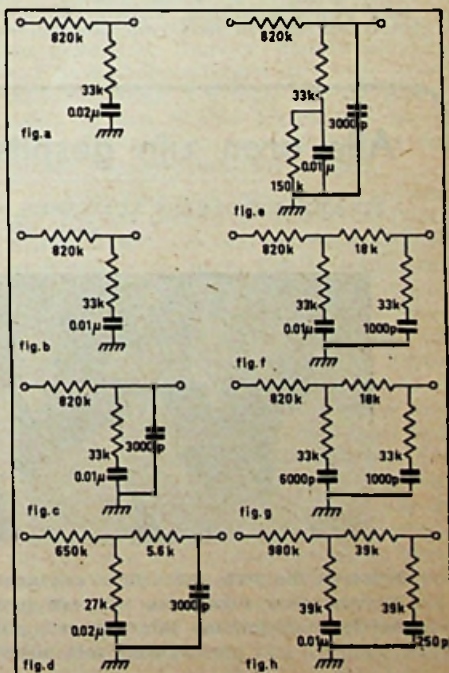 820k
33k
0.02µ
fig.a
820k
33k
3000p
0.01µ
150k
fig.e
820k
33k
0.01µ
fig.b
820k 18k
33k 33k
0.01µ 1000p
fig.f
820k
33k 3000p
0.01µ
fig.c
820k 18k
33k 33k
6000p 1000p
fig.g
650k 5.6k
27k 3000p
0.02µ
fig.d
980k 39k
39k 39k
0.01µ 250p
fig.h